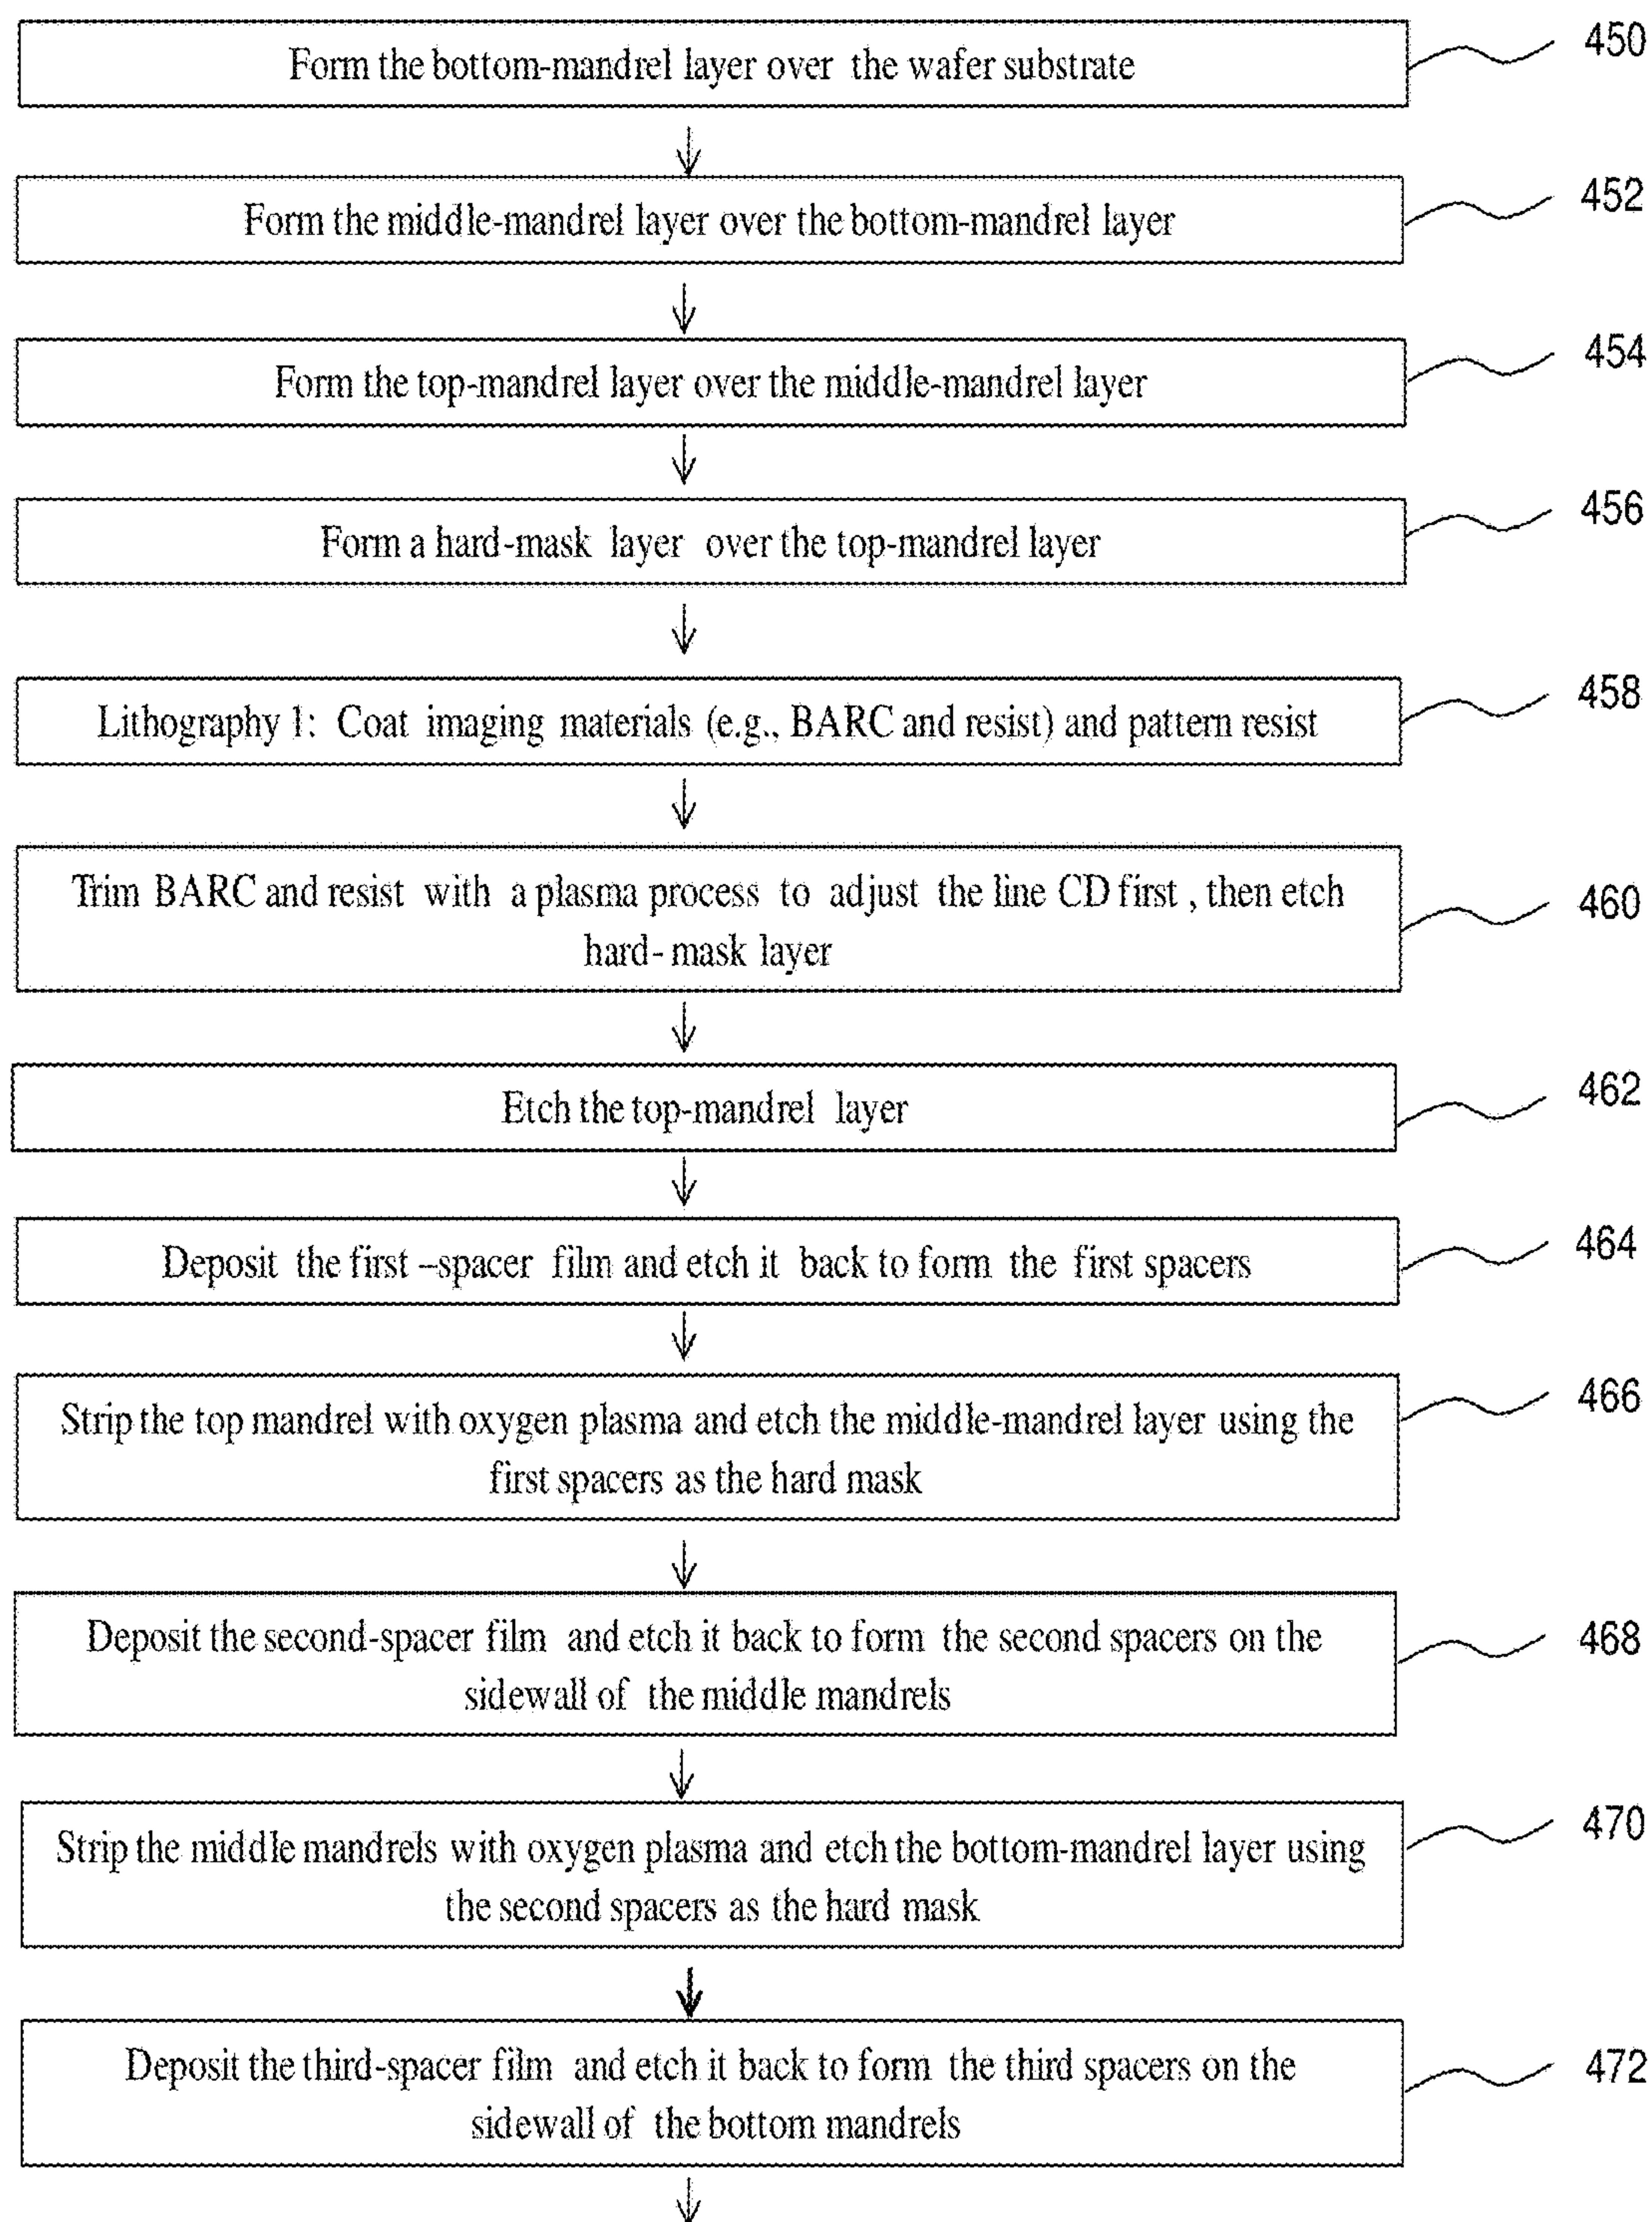 Form the bottom-mandrel layer over the wafer substrate
450
Form the middle-mandrel layer over the bottom-mandrel layer
452
Form the top-mandrel layer over the middle-mandrel layer
454
Form a hard-mask layer over the top-mandrel layer
456
Lithography 1: Coat imaging materials (e.g., BARC and resist) and pattern resist
458
Trim BARC and resist with a plasma process to adjust the line CD first , then etch
hard- mask layer
460
Etch the top-mandrel layer
462
Deposit the first –spacer film and etch it back to form the first spacers
464
Strip the top mandrel with oxygen plasma and etch the middle-mandrel layer using the
first spacers as the hard mask
466
Deposit the second-spacer film and etch it back to form the second spacers on the
sidewall of the middle mandrels
468
Strip the middle mandrels with oxygen plasma and etch the bottom-mandrel layer using
the second spacers as the hard mask
470
Deposit the third-spacer film and etch it back to form the third spacers on the
sidewall of the bottom mandrels
472